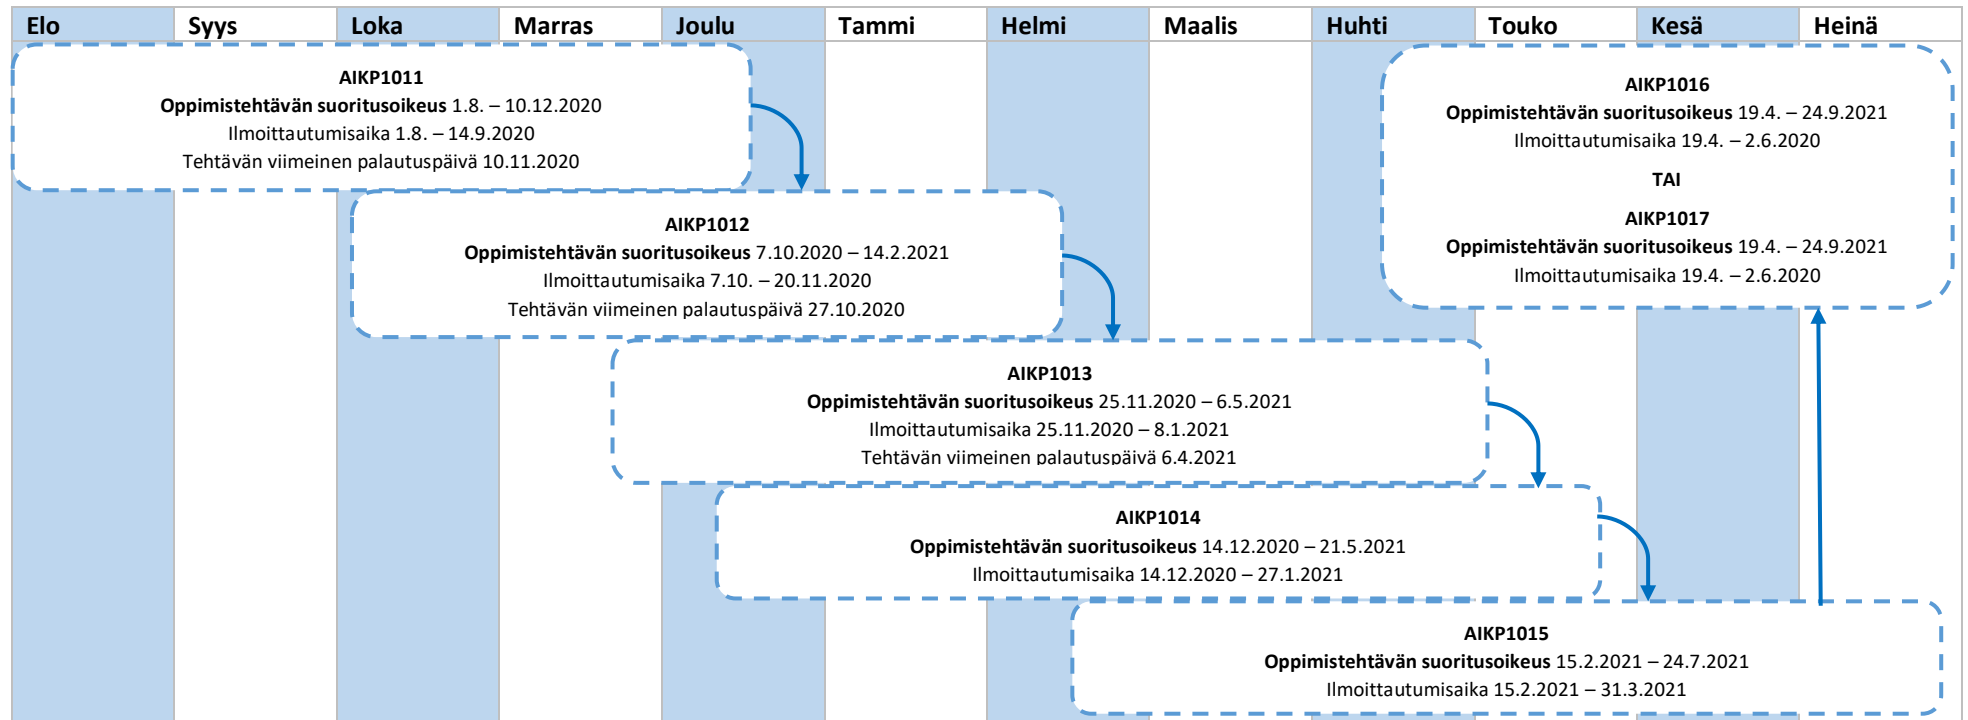 Elo Syys Loka Marras Joulu Tammi Helmi Maalis Huhti Touko Kesä Heinä
AIKP1011
Oppimistehtävän suoritusoikeus 1.8. – 10.12.2020
Ilmoittautumisaika 1.8. – 14.9.2020
Tehtävän viimeinen palautuspäivä 10.11.2020
AIKP1012
Oppimistehtävän suoritusoikeus 7.10.2020 – 14.2.2021
Ilmoittautumisaika 7.10. – 20.11.2020
Tehtävän viimeinen palautuspäivä 27.10.2020
AIKP1013
Oppimistehtävän suoritusoikeus 25.11.2020 – 6.5.2021
Ilmoittautumisaika 25.11.2020 – 8.1.2021
Tehtävän viimeinen palautuspäivä 6.4.2021
AIKP1014
Oppimistehtävän suoritusoikeus 14.12.2020 – 21.5.2021
Ilmoittautumisaika 14.12.2020 – 27.1.2021
AIKP1015
Oppimistehtävän suoritusoikeus 15.2.2021 – 24.7.2021
Ilmoittautumisaika 15.2.2021 – 31.3.2021
AIKP1016
Oppimistehtävän suoritusoikeus 19.4. – 24.9.2021
Ilmoittautumisaika 19.4. – 2.6.2020
TAI
AIKP1017
Oppimistehtävän suoritusoikeus 19.4. – 24.9.2021
Ilmoittautumisaika 19.4. – 2.6.2020